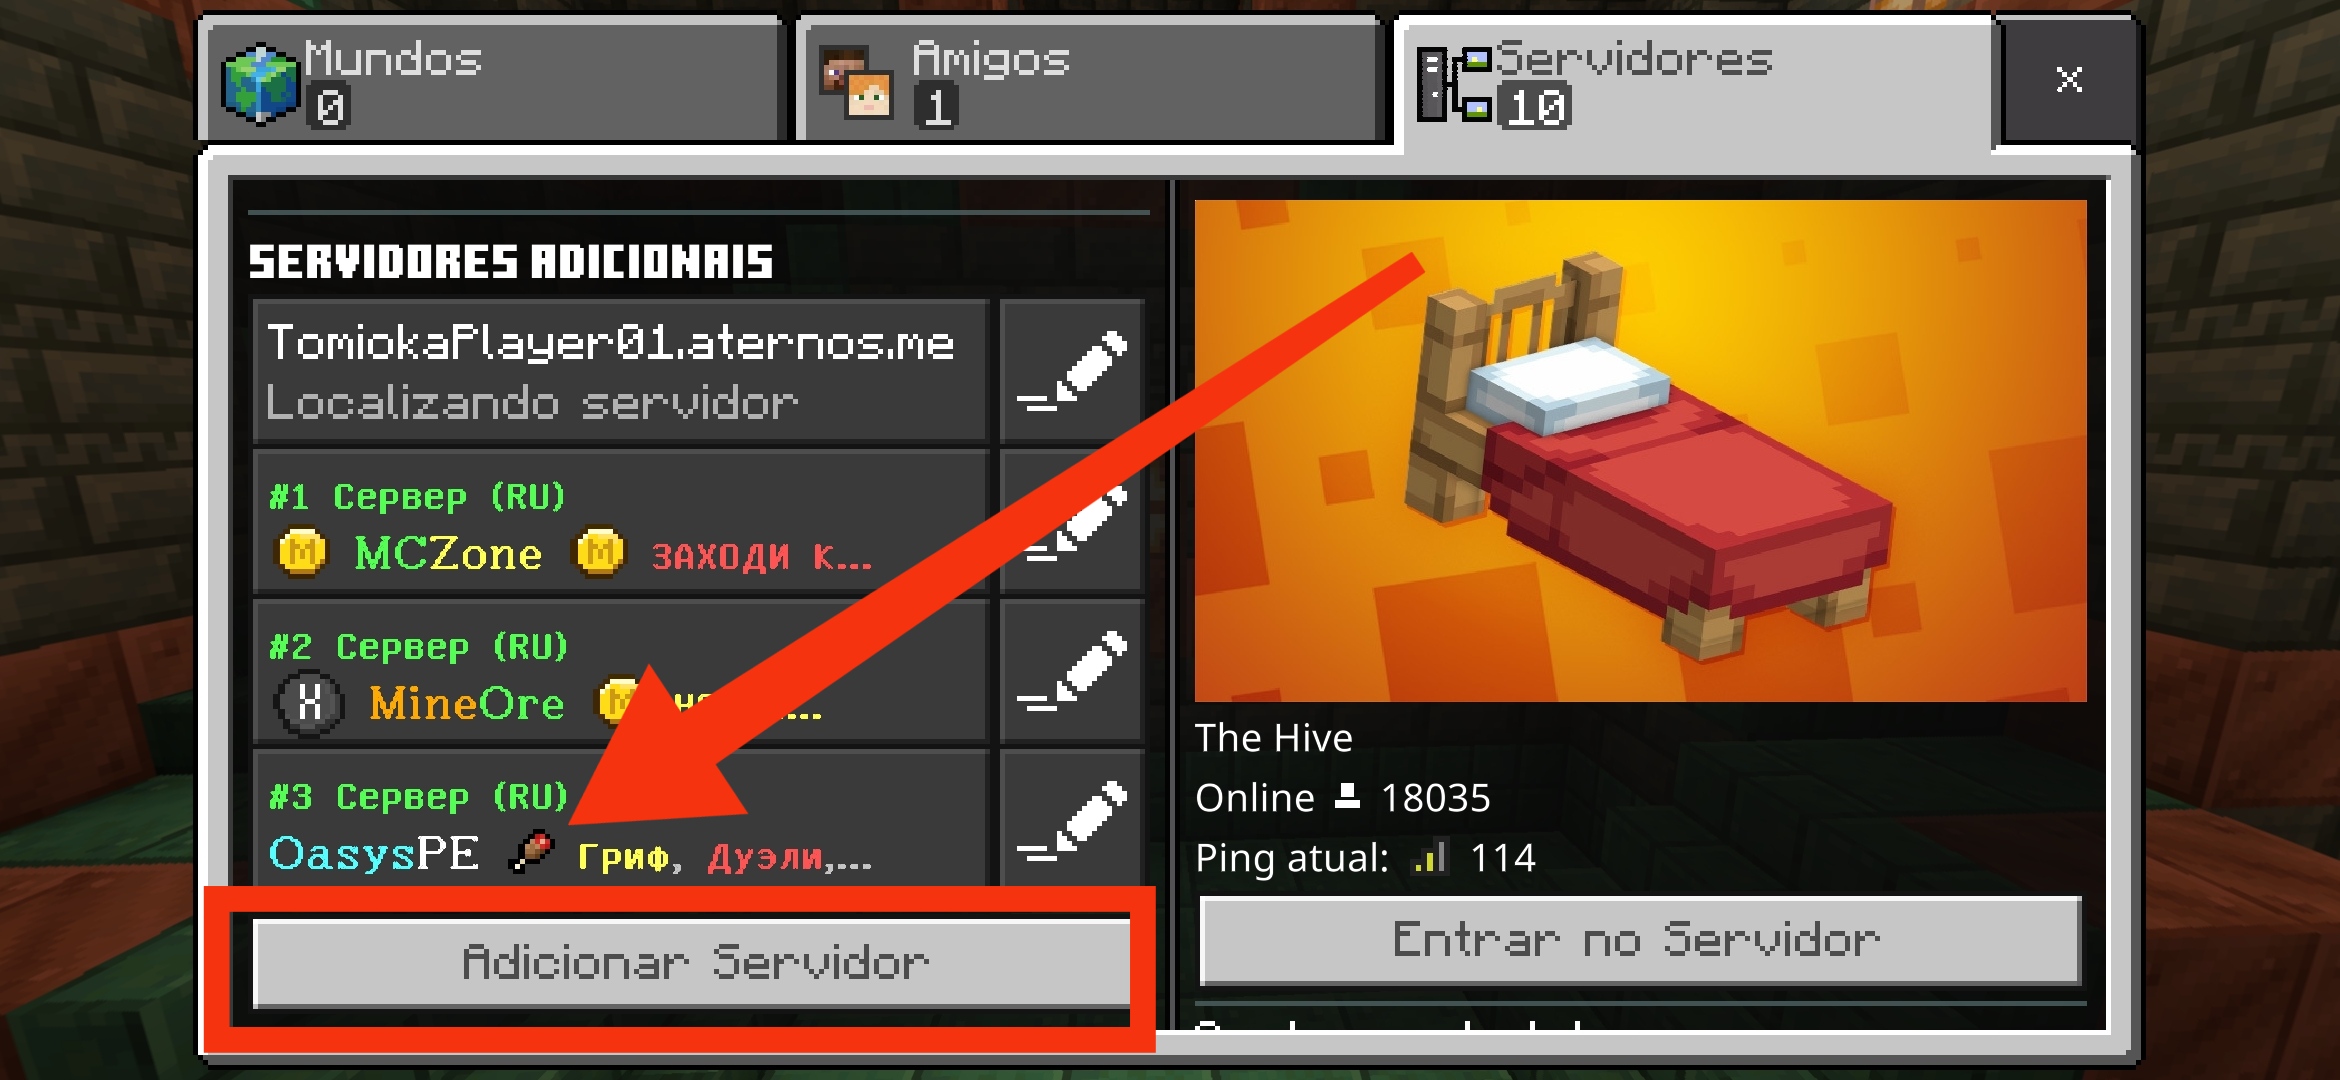 Mundos
0
Amigos
1
Servidores
10
SERVIDORES ADICIONAIS
TomiokaPlayer01.aternos.me
Localizando servidor
#1 Сервер (RU)
MCZone ЗАХОДИ К...
#2 Сервер (RU)
MineOre
#3 Сервер (RU)
OasysPE Гриф, Дуэли,...
Adicionar Servidor
The Hive
Online 18035
Ping atual: 114
Entrar no Servidor